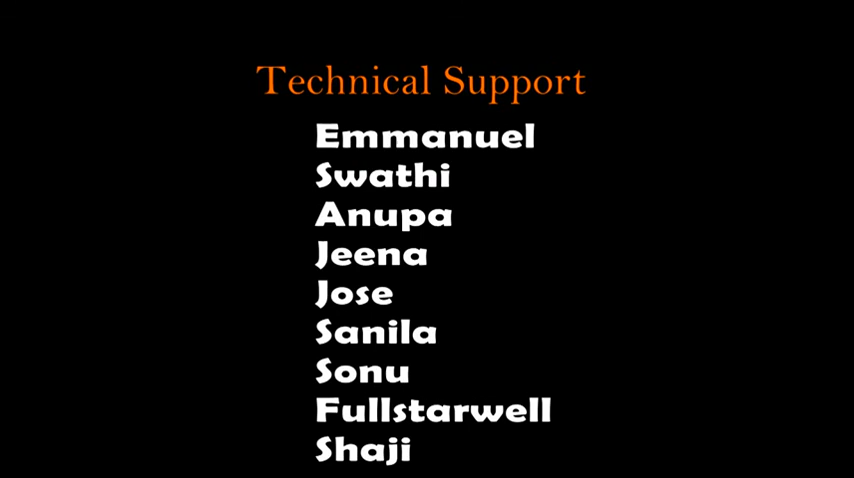 Technical Support
Emmanuel
Swathi
Anupa
Jeena
Jose
Sanila
Sonu
Fullstarwell
Shaji